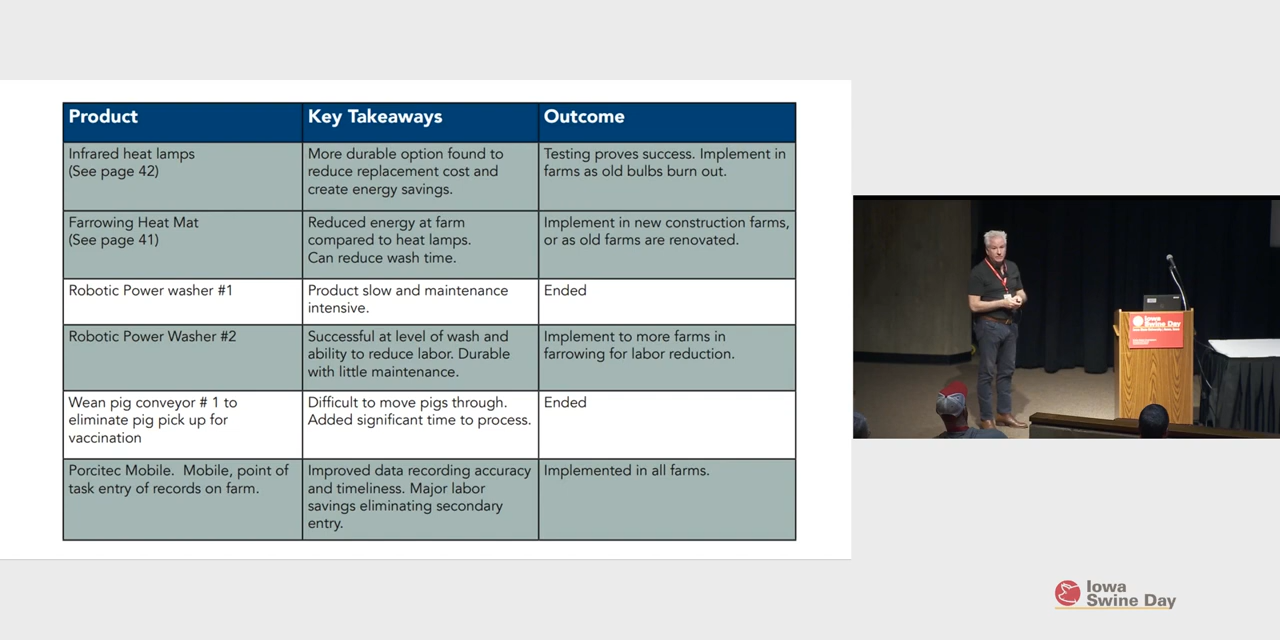 Product
Key Takeaways
Outcome
Infrared heat lamps
(See page 42)
More durable option found to
reduce replacement cost and
create energy savings.
Testing proves success. Implement in
farms as old bulbs burn out.
Farrowing Heat Mat
(See page 41)
Reduced energy at farm
compared to heat lamps.
Can reduce wash time.
Implement in new construction farms,
or as old farms are renovated.
Robotic Power washer #1
Product slow and maintenance
intensive.
Ended
Robotic Power Washer #2
Successful at level of wash and
ability to reduce labor. Durable
with little maintenance.
Implement to more farms in
farrowing for labor reduction.
Wean pig conveyor # 1 to
eliminate pig pick up for
vaccination
Difficult to move pigs through.
Added significant time to process.
Ended
Porcitec Mobile.  Mobile, point of
task entry of records on farm.
Improved data recording accuracy
and timeliness. Major labor
savings eliminating secondary
entry.
Implemented in all farms.
Iowa
Swine Day
Iowa
Swine Day